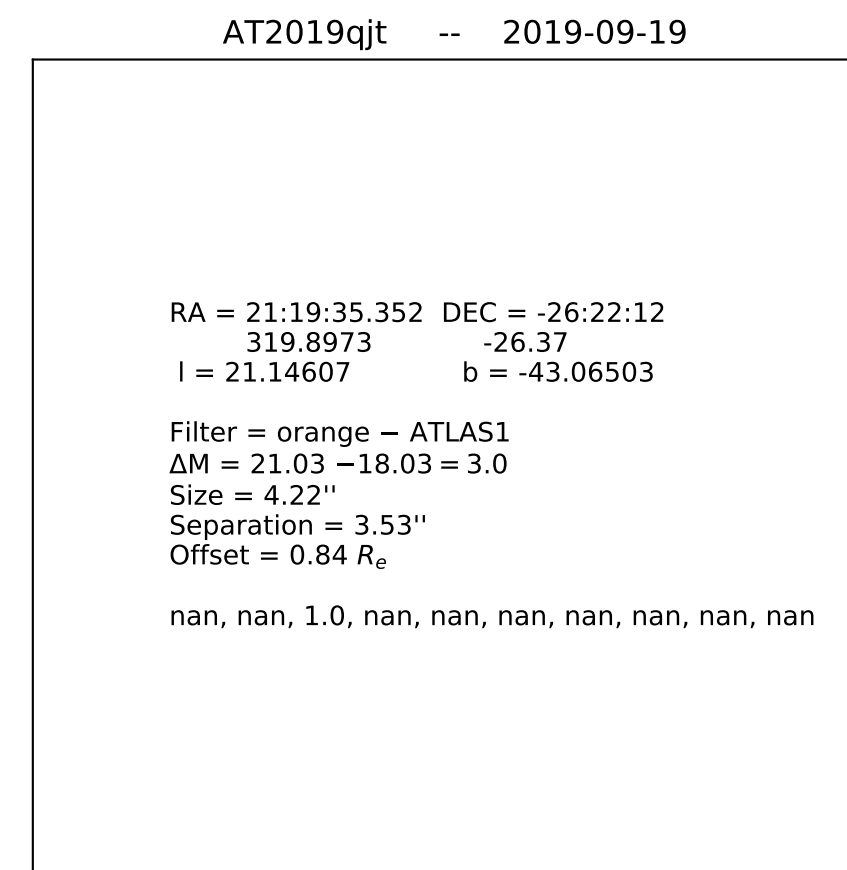 AT2019qjt -- 2019-09-19
RA = 21:19:35.352 DEC = -26:22:12
319.8973 -26.37
l = 21.14607 b = -43.06503
Filter = orange − ATLAS1
ΔM = 21.03 −18.03 = 3.0
Size = 4.22''
Separation = 3.53''
Offset = 0.84 Re
nan, nan, 1.0, nan, nan, nan, nan, nan, nan, nan